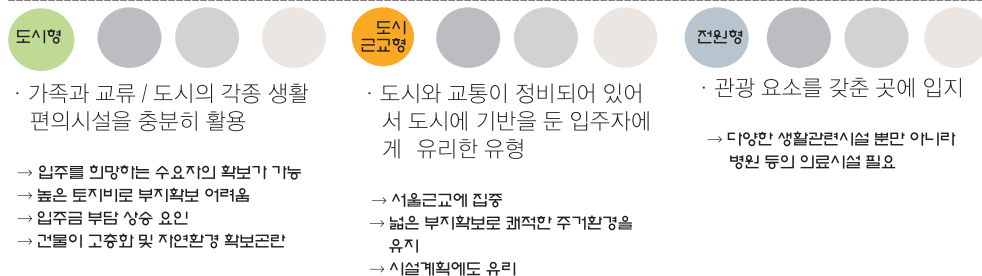 도시형
· 가족과 교류 / 도시의 각종 생활
편의시설을 충분히 활용
→ 입주를 희망하는 수요자의 확보가 가능
→ 높은 토지비로 부지확보 어려움
→ 입주금 부담 상승 요인
→ 건물이 고층화 및 자연환경 확보곤란
도시
근교형
· 도시와 교통이 정비되어 있어
서 도시에 기반을 둔 입주자에
게 유리한 유형
→ 서울근교에 집중
→ 넓은 부지확보로 쾌적한 주거환경을
유지
→ 시설계획에도 유리
전원형
· 관광 요소를 갖춘 곳에 입지
→ 다양한 생활관련시설 뿐만 아니라
병원 등의 의료시설 필요